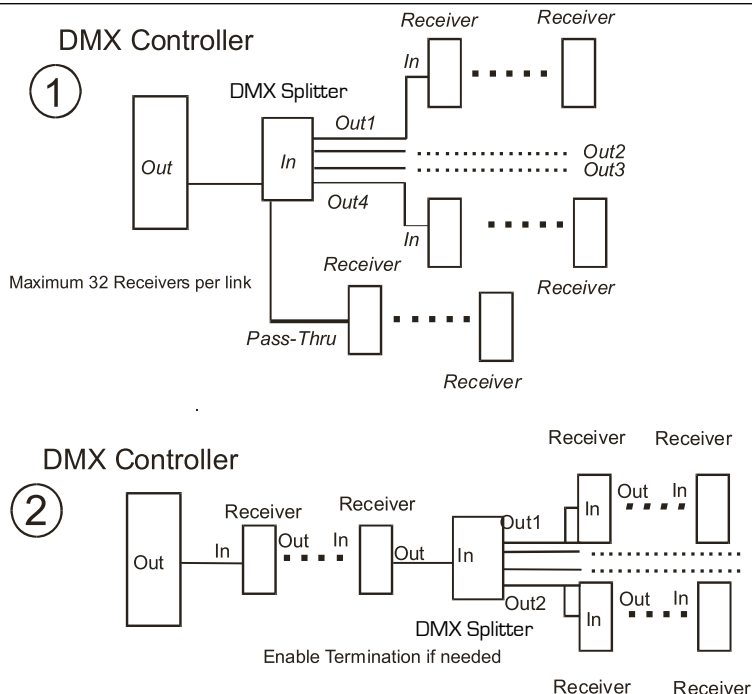 Receiver Receiver
DMX Controller
1
In
DMX Splitter
Out1
Out
In
Out2
Out3
Out4
In
Receiver
Maximum 32 Receivers per link
Receiver
Pass-Thru
Receiver
Receiver Receiver
DMX Controller
2
Receiver
Receiver
Out In
In
Out1
In
Out In
Out
Out
In
Out2
Out In
In
DMX Splitter
Enable Termination if needed
Receiver Receiver